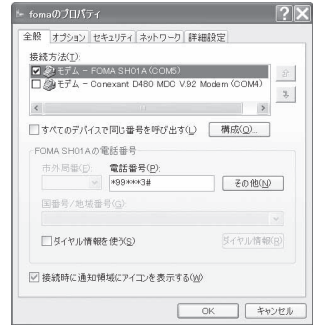 fomaのプロパティ
全般 オプション セキュリティ ネットワーク 詳細設定
接続方法(T):
モデム - FOMA SH01A (COM5)
モデム - Conexant D480 MDC V.92 Modem (COM4)
すべてのデバイスで同じ番号を呼び出す(L) 構成(O)...
FOMA SH01Aの電話番号
市外局番(E): 電話番号(P):
*99***3# その他(N)
国番号/地域番号(G):
ダイヤル情報を使う(S) ダイヤル情報(R)
接続時に通知領域にアイコンを表示する(W)
OK キャンセル